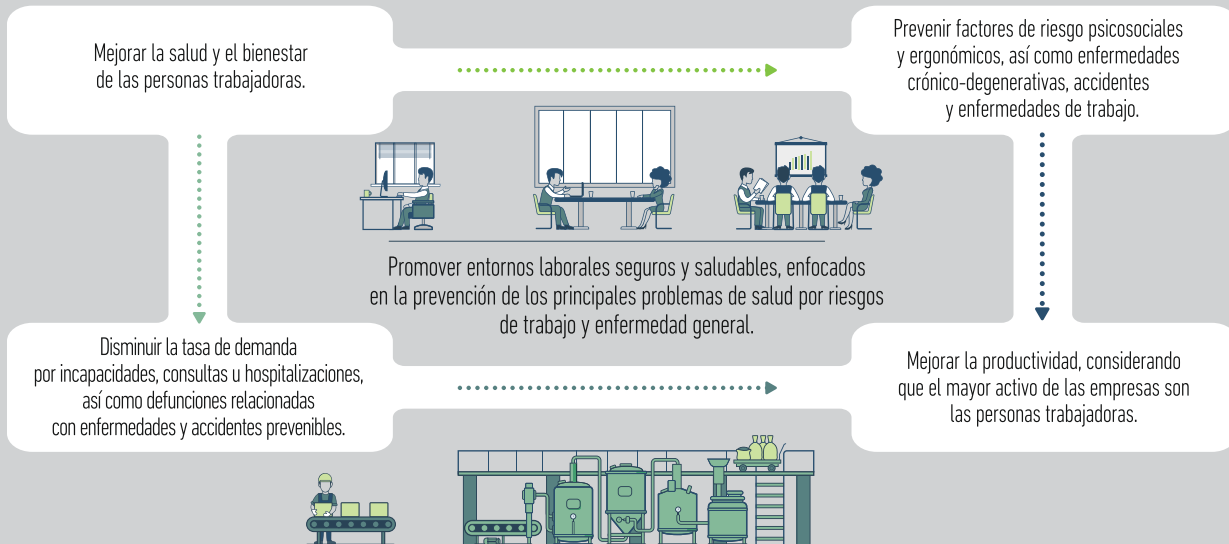 Mejorar la salud y el bienestar
de las personas trabajadoras.
Prevenir factores de riesgo psicosociales
y ergonómicos, así como enfermedades
crónico-degenerativas, accidentes
y enfermedades de trabajo.
Promover entornos laborales seguros y saludables, enfocados
en la prevención de los principales problemas de salud por riesgos
de trabajo y enfermedad general.
Disminuir la tasa de demanda
por incapacidades, consultas u hospitalizaciones,
así como defunciones relacionadas
con enfermedades y accidentes prevenibles.
Mejorar la productividad, considerando
que el mayor activo de las empresas son
las personas trabajadoras.